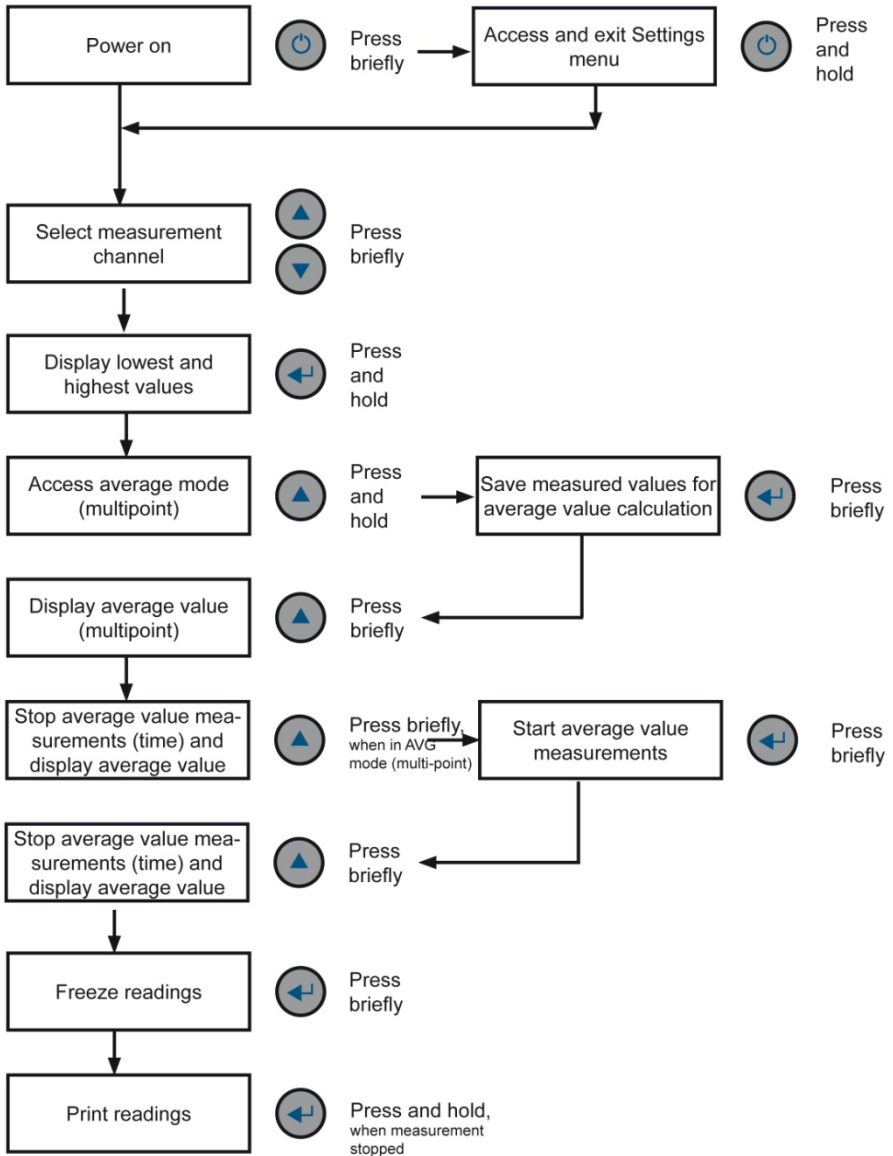 Power on
Press
briefly
Access and exit Settings
menu
Press
and
hold
Select measurement
channel
Press
briefly
Display lowest and
highest values
Press
and
hold
Access average mode
(multipoint)
Press
and
hold
Save measured values for
average value calculation
Press
briefly
Display average value
(multipoint)
Press
briefly
Stop average value mea-
surements (time) and
display average value
Press briefly,
when in AVG
mode (multi-point)
Start average value
measurements
Press
briefly
Stop average value mea-
surements (time) and
display average value
Press
briefly
Freeze readings
Press
briefly
Print readings
Press and hold,
when measurement
stopped